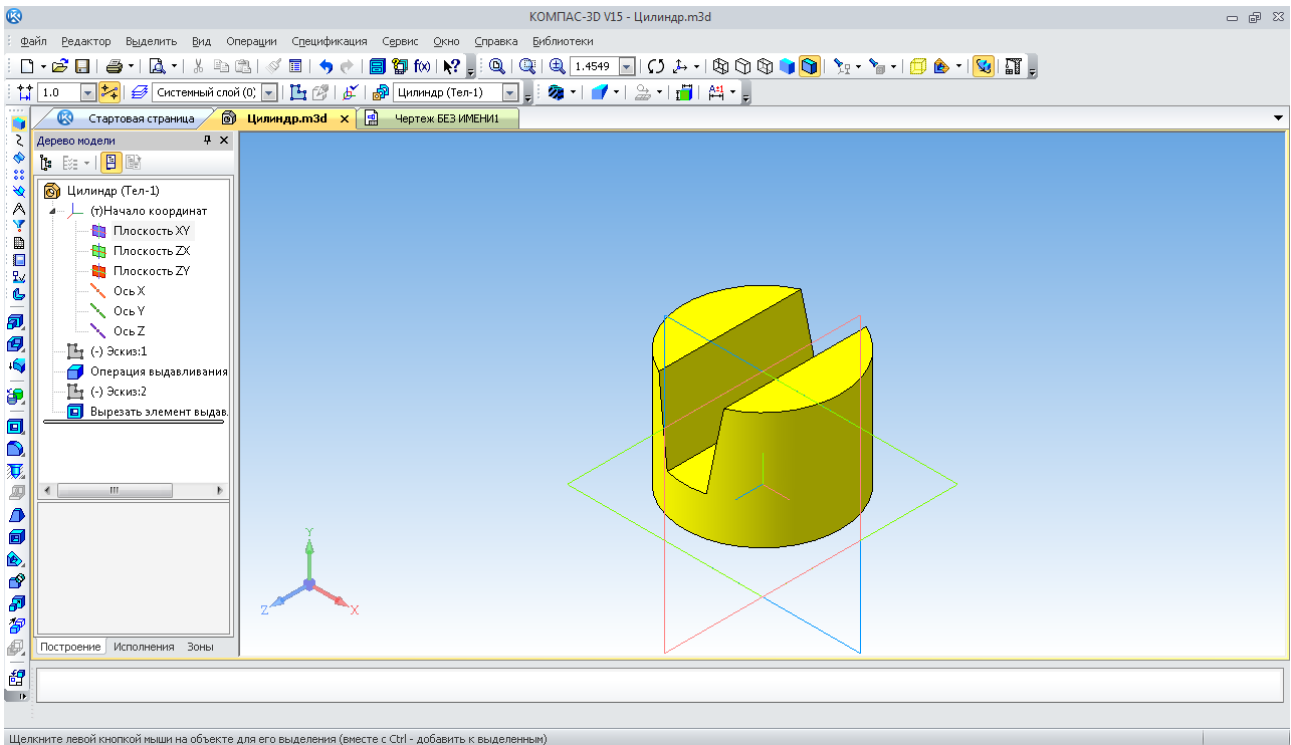 КОМПАС-3D V15 - Цилиндр.m3d
Файл Редактор Выделить Вид Операции Спецификация Сервис Окно Справка Библиотеки
f(x) 1.4549
1.0 Системный слой (0; Цилиндр (Тел-1)
Стартовая страница Цилиндр.m3d Чертеж БЕЗ ИМЕНИ1
Дерево модели
Цилиндр (Тел-1)
(т)Начало координат
Плоскость XY
Плоскость ZX
Плоскость ZY
Ось X
Ось Y
Ось Z
(-) Эскиз:1
Операция выдавливания
(-) Эскиз:2
Вырезать элемент выдав.
Y
Z X
Построение Исполнения Зоны
Щелкните левой кнопкой мыши на объекте для его выделения (вместе с Ctrl - добавить к выделенным)